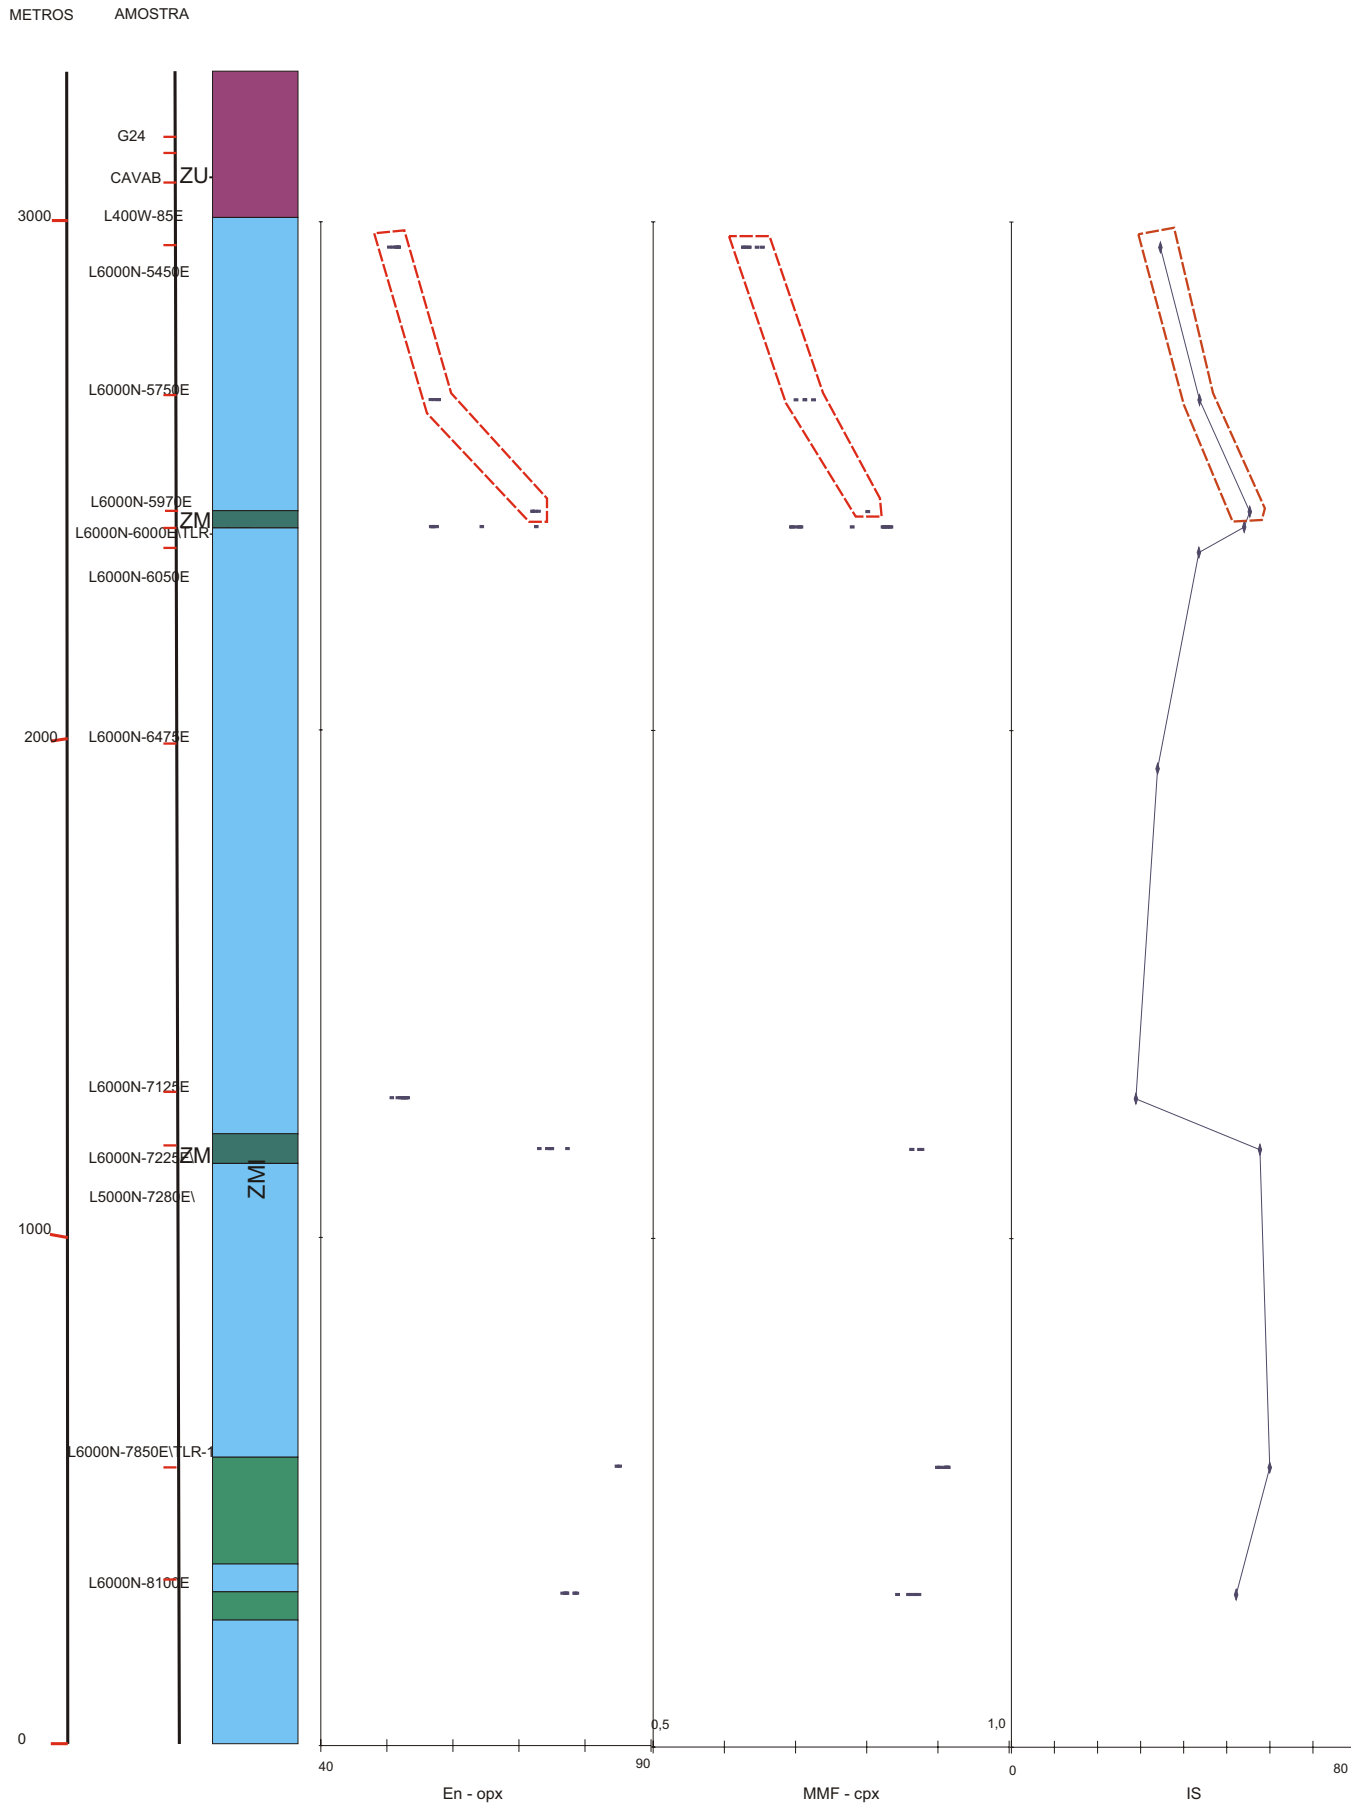 METROS AMOSTRA
G24
CAVAB
ZU-
3000
L400W-85E
L6000N-5450E
L6000N-5750E
L6000N-5970E
ZM
L6000N-6000E\TLR-
L6000N-6050E
2000
L6000N-6475E
L6000N-7125E
ZM
L6000N-7225E\
ZMI
L5000N-7280E\
1000
L6000N-7850E\TLR-1
L6000N-8100E
0
0,5
1,0
40
90
0
80
En - opx
MMF - cpx
IS